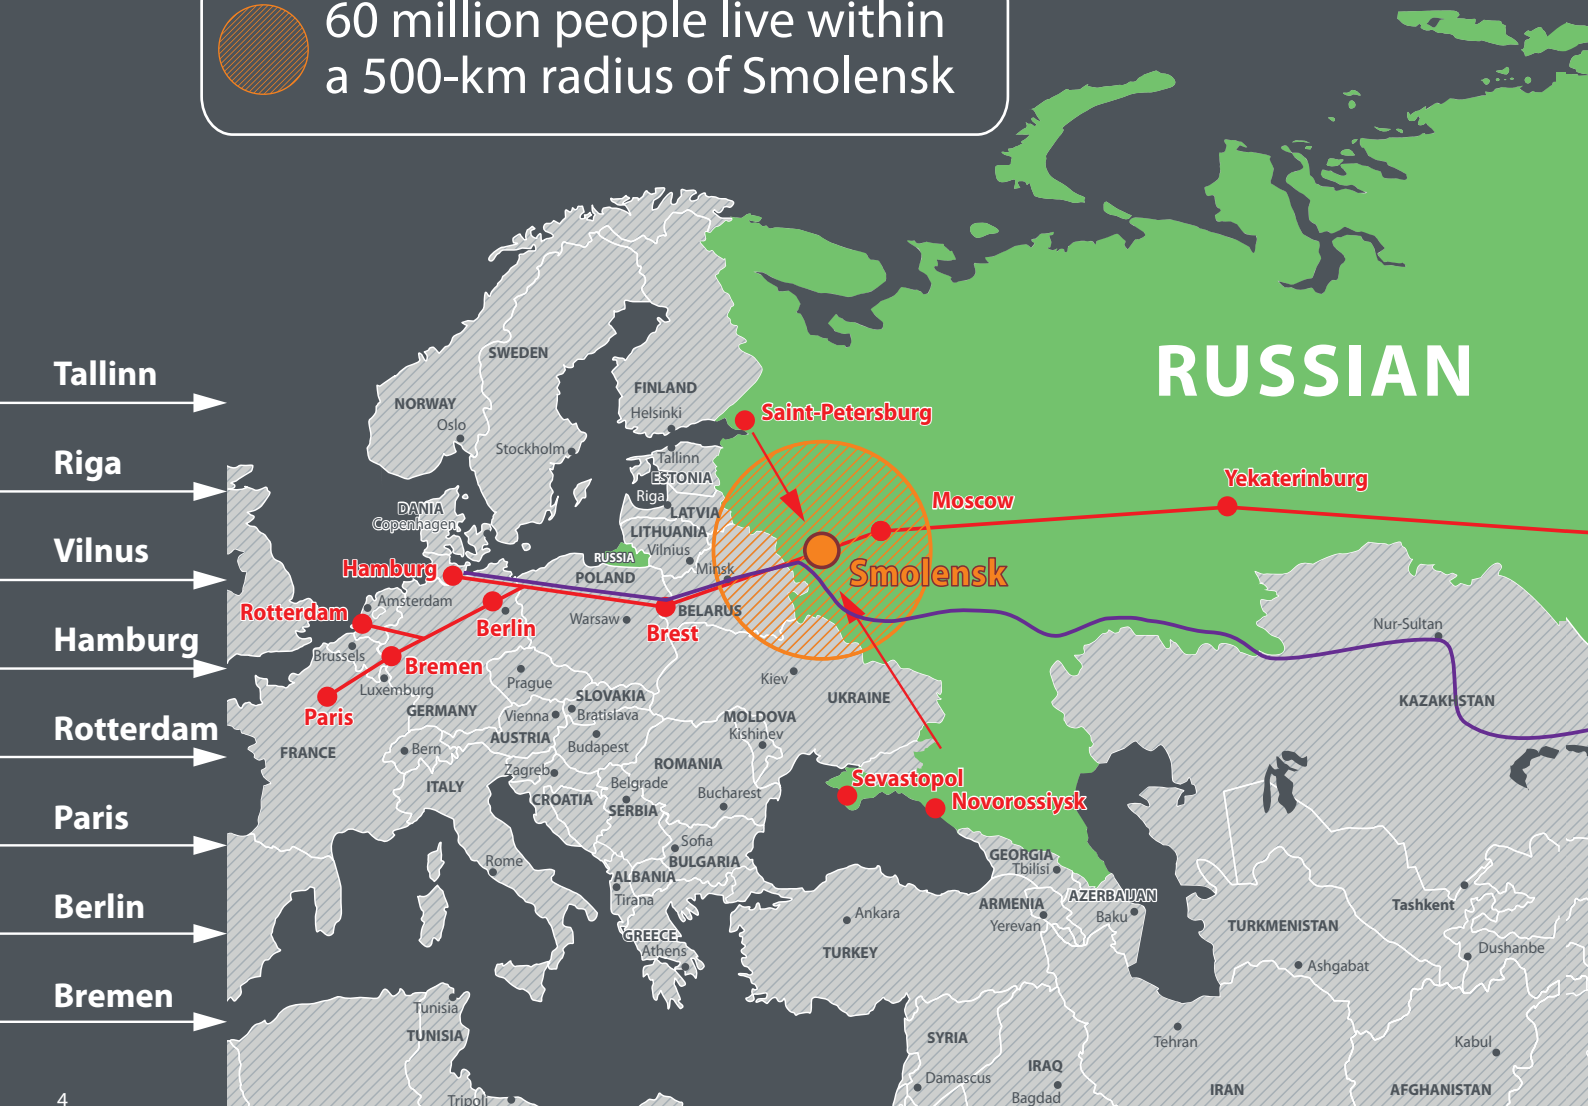 60 million people live within
a 500-km radius of Smolensk
RUSSIAN
Tallinn
Riga
Vilnus
Hamburg
Rotterdam
Paris
Berlin
Bremen
SWEDEN
FINLAND
NORWAY
Helsinki
Oslo
Stockholm
Saint-Petersburg
Tallinn
ESTONIA
Riga
LATVIA
DANIA
Copenhagen
LITHUANIA
Vilnius
RUSSIA
Minsk
Moscow
Yekaterinburg
Smolensk
Hamburg
POLAND
Amsterdam
Rotterdam
Berlin
Warsaw
BELARUS
Brest
Brussels
Bremen
Luxemburg
Paris
GERMANY
Prague
SLOVAKIA
Vienna
Bratislava
AUSTRIA
Budapest
Kiev
UKRAINE
MOLDOVA
Kishinev
Nur-Sultan
KAZAKHSTAN
FRANCE
Bern
ITALY
Zagreb
CROATIA
Belgrade
SERBIA
ROMANIA
Bucharest
Sevastopol
Novorossiysk
Sofia
BULGARIA
Rome
ALBANIA
Tirana
GREECE
Athens
GEORGIA
Tbilisi
ARMENIA
Yerevan
AZERBAIJAN
Baku
Ankara
TURKEY
TURKMENISTAN
Ashgabat
Tashkent
Dushanbe
Tunisia
TUNISIA
Tripoli
SYRIA
Damascus
IRAQ
Bagdad
Tehran
IRAN
Kabul
AFGHANISTAN
4